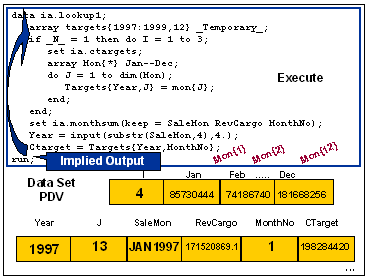 data ia.lookup1;
array targets{1997:1999,12} _Temporary_;
if _N_ = 1 then do I = 1 to 3;
set ia.ctargets;
array Mon{*} Jan--Dec;
do J = 1 to dim(Mon);
Targets{Year,J} = mon{J};
end;
end;
set ia.monthsum(keep = SaleMon RevCargo MonthNo);
Year = input(substr(SaleMon,4),4.);
Ctarget = Targets{Year,MonthNo};
run;
Execute
Implied Output
Mon{1} Mon{2} Mon{12}
Data Set PDV
I Jan Feb ..... Dec
4 85730444 74186740 181668256
Year J SaleMon RevCargo MonthNo CTarget
1997 13 JAN1997 171520869.1 1 198284420
...